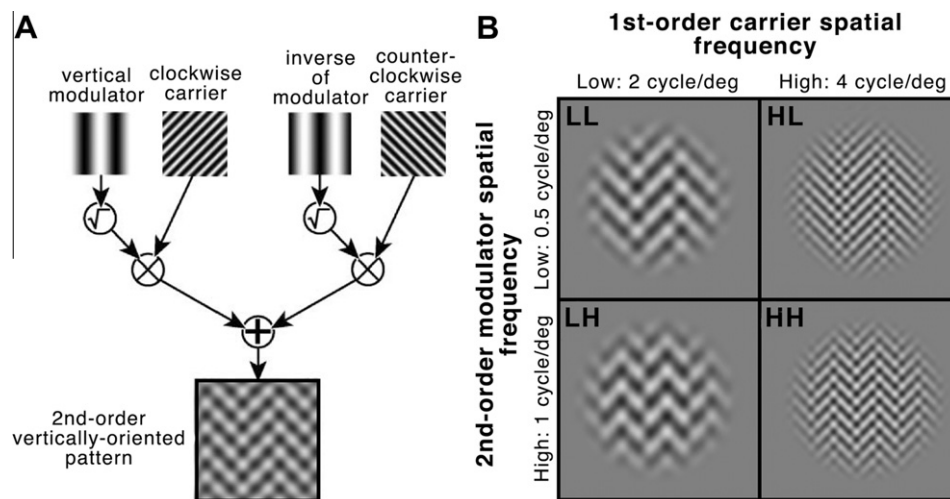 A
vertical
modulator
clockwise
carrier
inverse
of
modulator
counter-
clockwise
carrier
√
√
2nd-order
vertically-oriented
pattern
B
1st-order carrier spatial
frequency
Low: 2 cycle/deg
High: 4 cycle/deg
2nd-order modulator spatial
frequency
Low: 0.5 cycle/deg
High: 1 cycle/deg
LL
HL
LH
HH